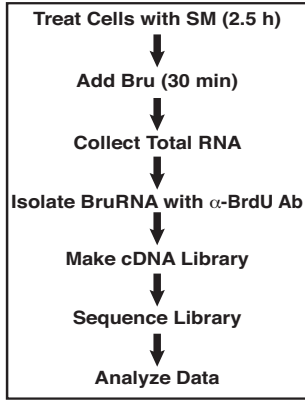 Treat Cells with SM (2.5 h)
Add Bru (30 min)
Collect Total RNA
Isolate BruRNA with α-BrdU Ab
Make cDNA Library
Sequence Library
Analyze Data